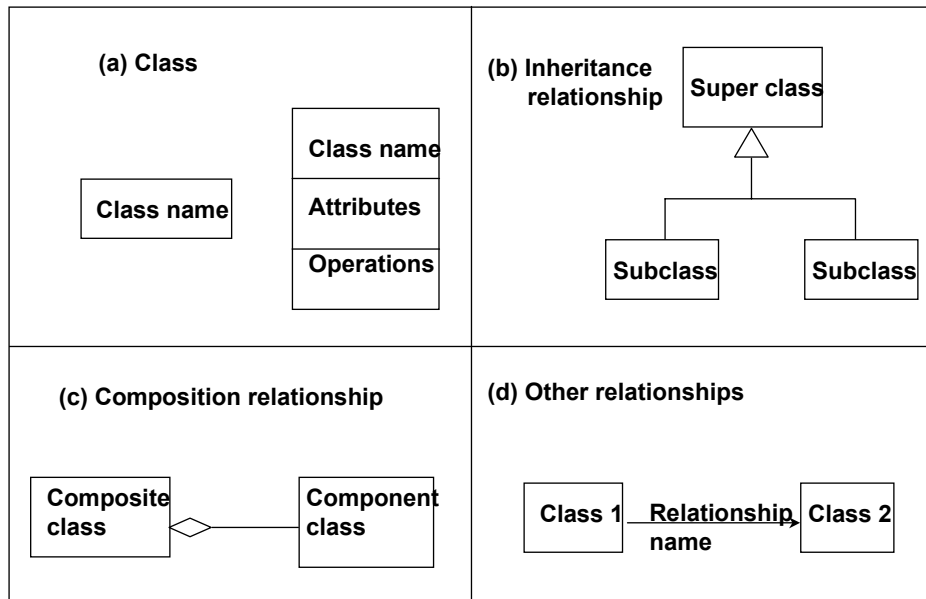 (a) Class
Class name
Class name
Attributes
Operations
(b) Inheritance
relationship
Super class
Subclass
Subclass
(c) Composition relationship
Composite
class
Component
class
(d) Other relationships
Class 1
Relationship
name
Class 2